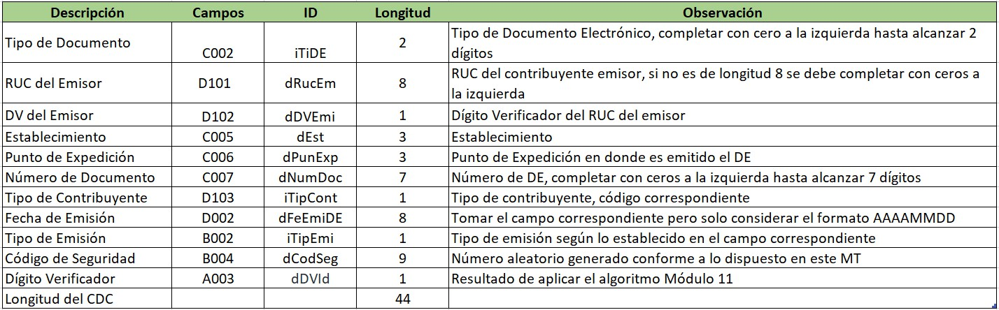 Descripción Campos ID Longitud Observación
Tipo de Documento C002 iTiDE 2 Tipo de Documento Electrónico, completar con cero a la izquierda hasta alcanzar 2
dígitos
RUC del Emisor D101 dRucEm 8 RUC del contribuyente emisor, si no es de longitud 8 se debe completar con ceros a
la izquierda
DV del Emisor D102 dDVEmi 1 Dígito Verificador del RUC del emisor
Establecimiento C005 dEst 3 Establecimiento
Punto de Expedición C006 dPunExp 3 Punto de Expedición en donde es emitido el DE
Número de Documento C007 dNumDoc 7 Número de DE, completar con ceros a la izquierda hasta alcanzar 7 dígitos
Tipo de Contribuyente D103 iTipCont 1 Tipo de contribuyente, código correspondiente
Fecha de Emisión D002 dFeEmiDE 8 Tomar el campo correspondiente pero solo considerar el formato AAAAMMDD
Tipo de Emisión B002 iTipEmi 1 Tipo de emisión según lo establecido en el campo correspondiente
Código de Seguridad B004 dCodSeg 9 Número aleatorio generado conforme a lo dispuesto en este MT
Dígito Verificador A003 dDVId 1 Resultado de aplicar el algoritmo Módulo 11
Longitud del CDC 44